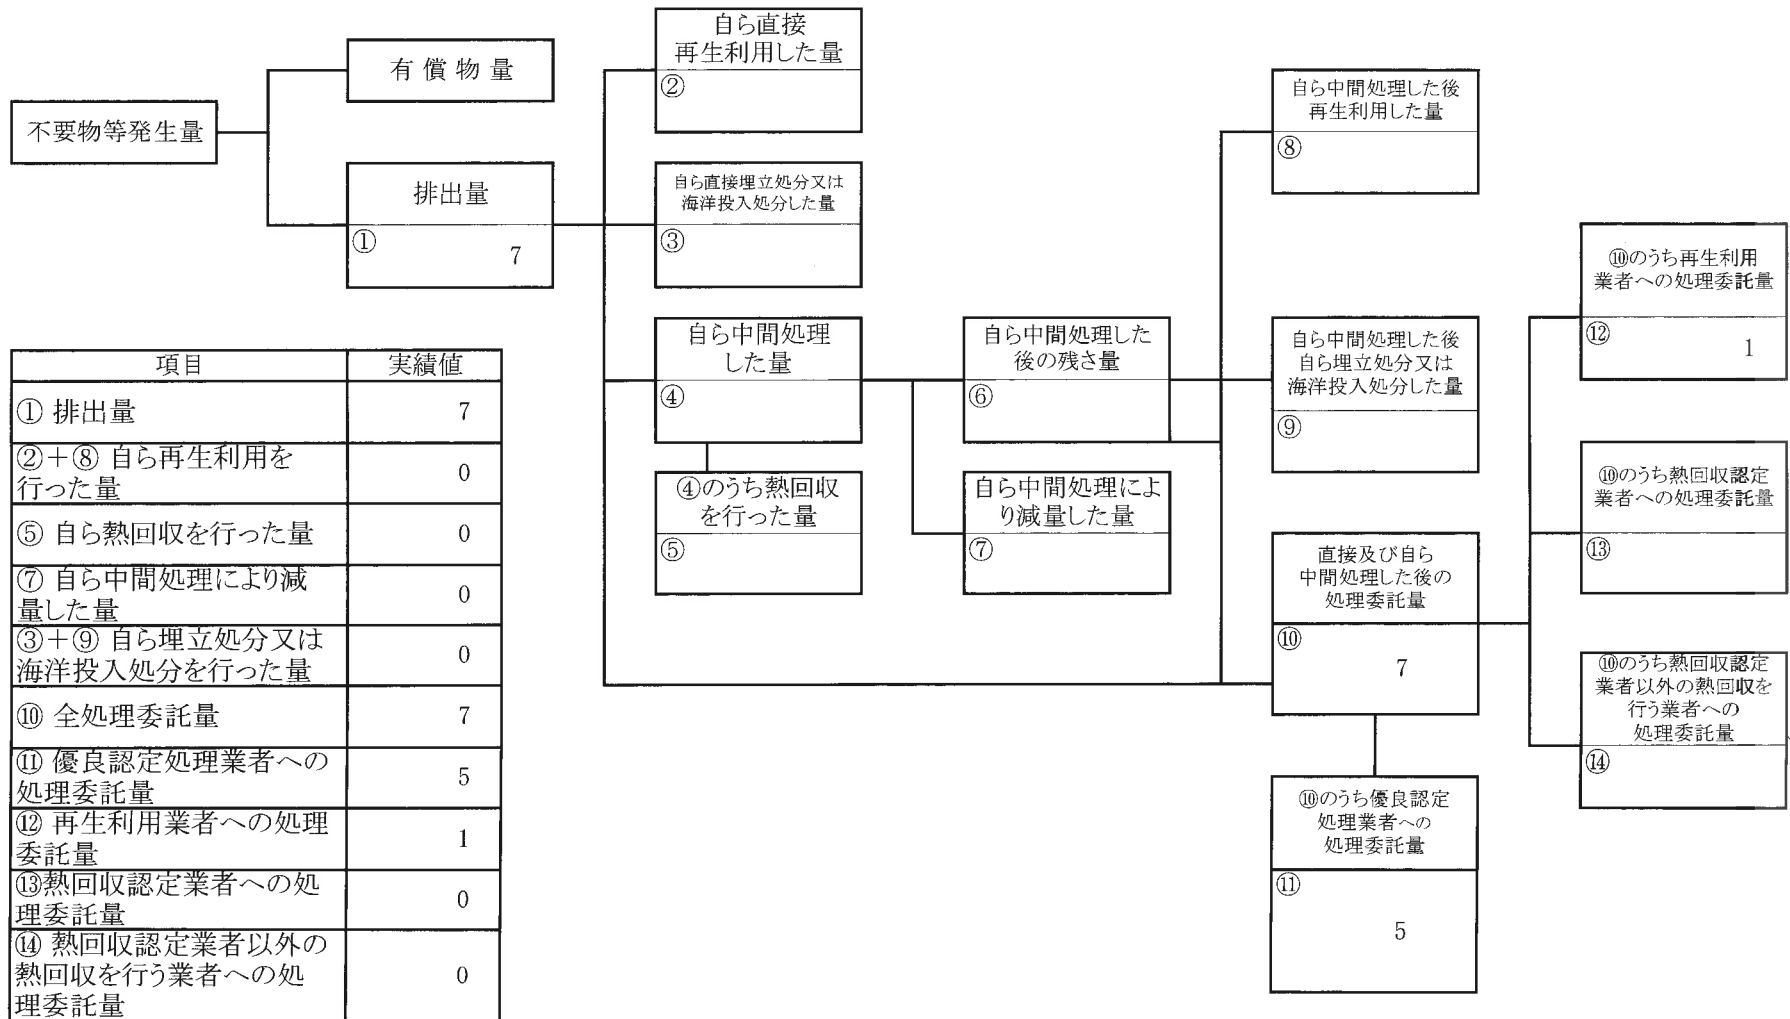 不要物等発生量
有償物量
排出量
①
7
自ら直接
再生利用した量
②
自ら直接埋立処分又は
海洋投入処分した量
③
自ら中間処理
した量
④
④のうち熱回収
を行った量
⑤
自ら中間処理した
後の残さ量
⑥
自ら中間処理によ
り減量した量
⑦
自ら中間処理した後
再生利用した量
⑧
自ら中間処理した後
自ら埋立処分又は
海洋投入処分した量
⑨
直接及び自ら
中間処理した後の
処理委託量
⑩
7
⑩のうち優良認定
処理業者への
処理委託量
⑪
5
⑩のうち再生利用
業者への処理委託量
⑫
1
⑩のうち熱回収認定
業者への処理委託量
⑬
⑩のうち熱回収認定
業者以外の熱回収を
行う業者への
処理委託量
⑭
項目 実績値
① 排出量 7
②+⑧ 自ら再生利用を
行った量 0
⑤ 自ら熱回収を行った量 0
⑦ 自ら中間処理により減
量した量 0
③+⑨ 自ら埋立処分又は
海洋投入処分を行った量 0
⑩ 全処理委託量 7
⑪ 優良認定処理業者への
処理委託量 5
⑫ 再生利用業者への処理
委託量 1
⑬熱回収認定業者への処
理委託量 0
⑭ 熱回収認定業者以外の
熱回収を行う業者への処
理委託量 0